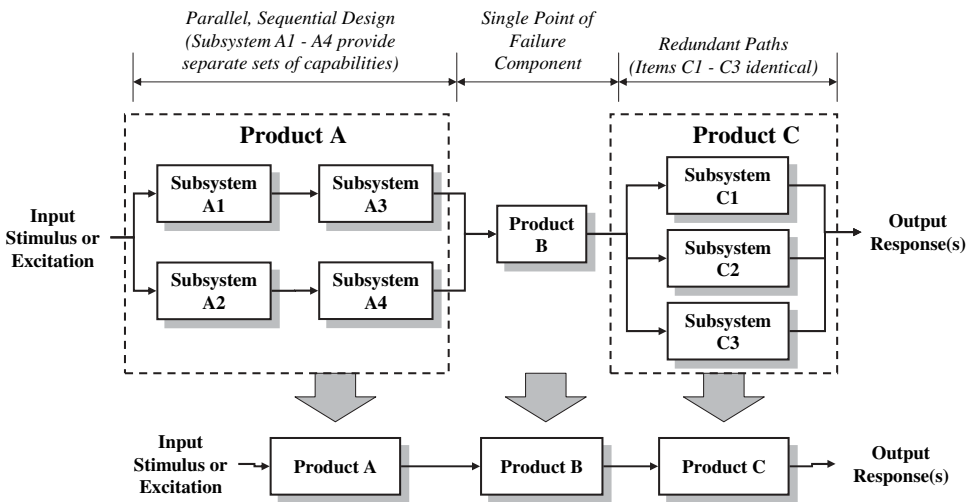 Parallel, Sequential Design
(Subsystem A1 - A4 provide
separate sets of capabilities)
Single Point of
Failure
Component
Redundant Paths
(Items C1 - C3 identical)
Product A
Product C
Subsystem
A1
Subsystem
A3
Subsystem
C1
Input
Stimulus or
Excitation
Product
B
Output
Response(s)
Subsystem
C2
Subsystem
A2
Subsystem
A4
Subsystem
C3
Input
Stimulus or
Excitation
Product A
Product B
Product C
Output
Response(s)